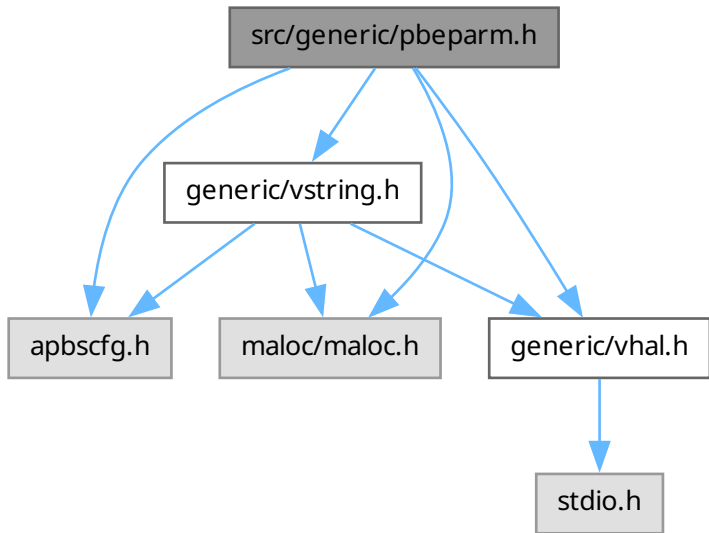 src/generic/pbeparm.h
generic/vstring.h
apbscfg.h
maloc/maloc.h
generic/vhal.h
stdio.h